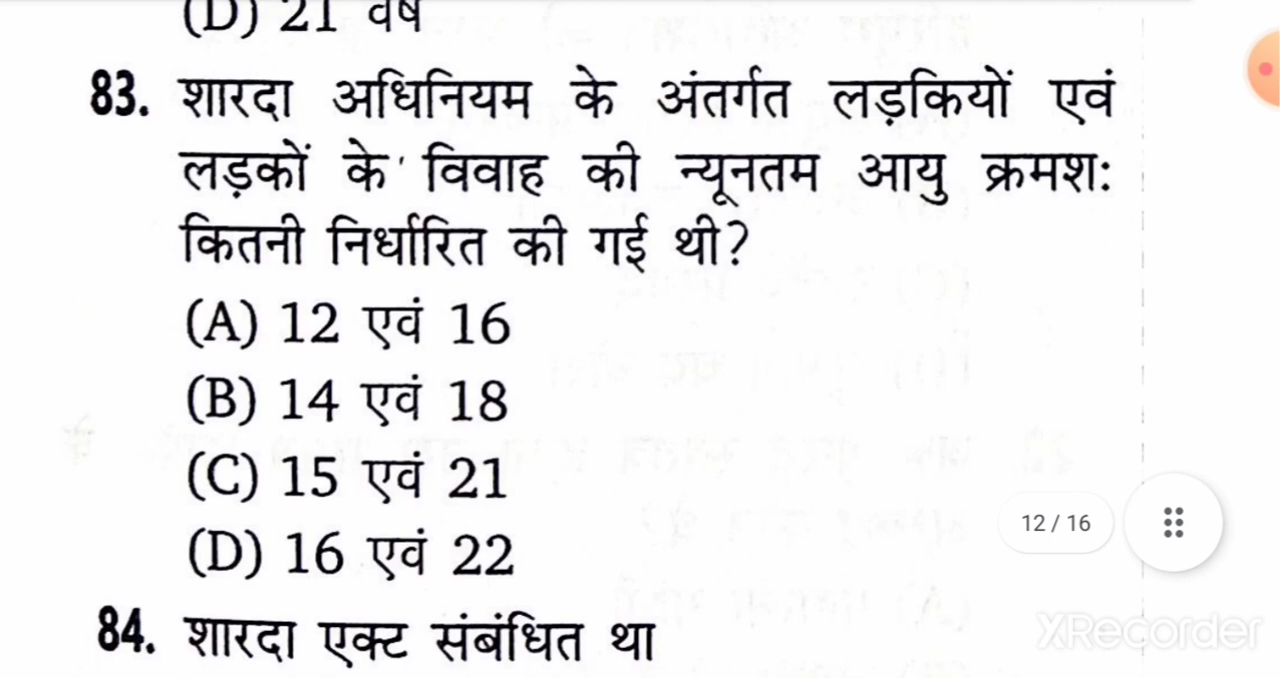 (D) 21 वर्ष
83. शारदा अधिनियम के अंतर्गत लड़कियों एवं
लड़कों के विवाह की न्यूनतम आयु क्रमश:
कितनी निर्धारित की गई थी?
(A) 12 एवं 16
(B) 14 एवं 18
(C) 15 एवं 21
(D) 16 एवं 22
12 / 16
84. शारदा एक्ट संबंधित था
XRecorder